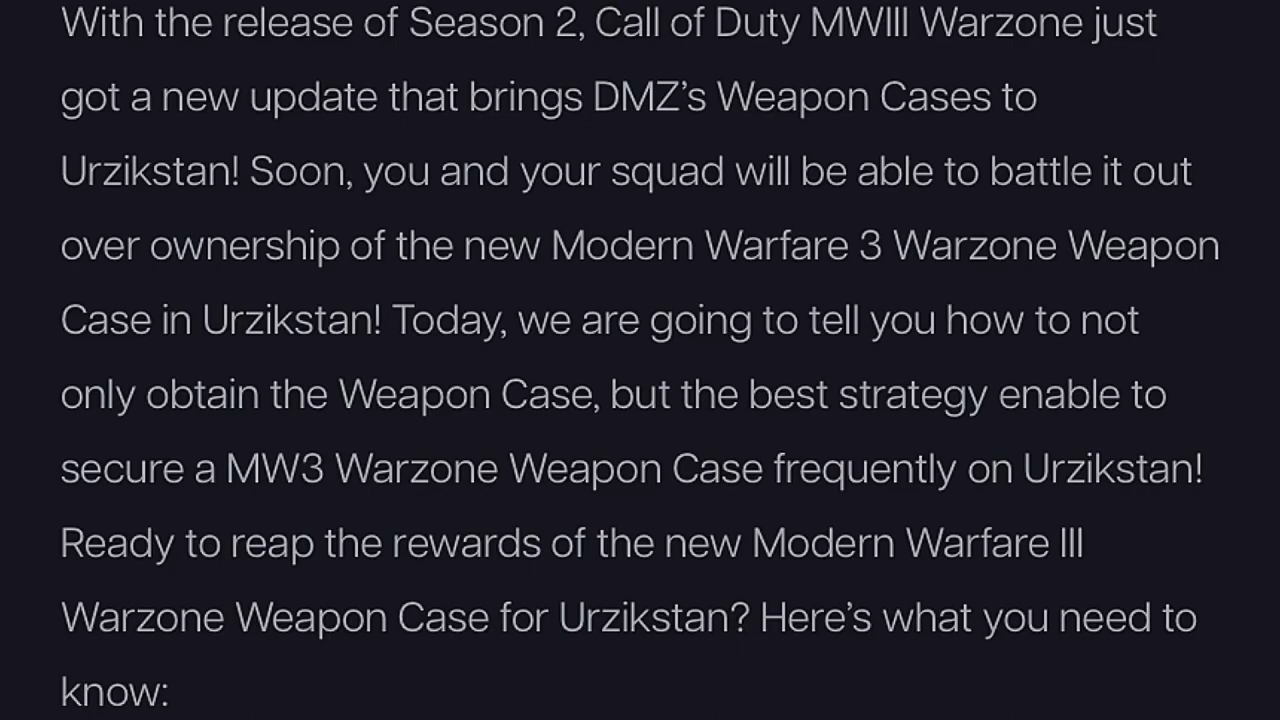 With the release of Season 2, Call of Duty MWIII Warzone just
got a new update that brings DMZ’s Weapon Cases to
Urzikstan! Soon, you and your squad will be able to battle it out
over ownership of the new Modern Warfare 3 Warzone Weapon
Case in Urzikstan! Today, we are going to tell you how to not
only obtain the Weapon Case, but the best strategy enable to
secure a MW3 Warzone Weapon Case frequently on Urzikstan!
Ready to reap the rewards of the new Modern Warfare III
Warzone Weapon Case for Urzikstan? Here’s what you need to
know: